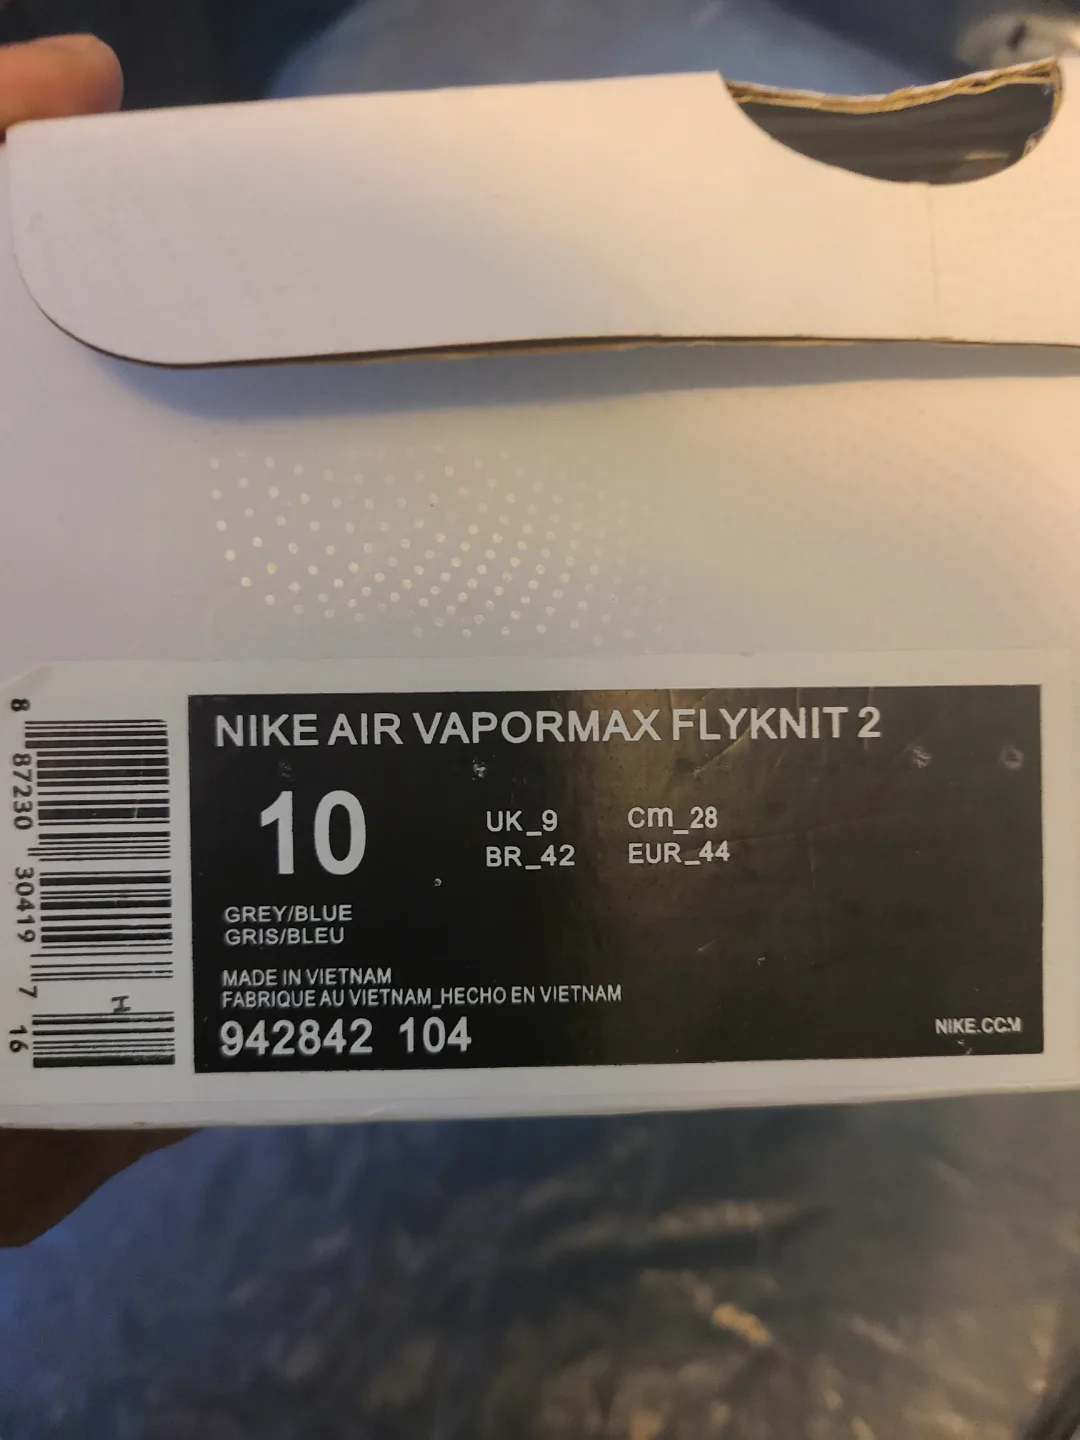 NIKE AIR VAPORMAX FLYKNIT 2
10
UK_9
cm_28
BR_42
EUR_44
GREY/BLUE
GRIS/BLEU
MADE IN VIETNAM
FABRIQUE AU VIETNAM_HECHO EN VIETNAM
942842 104
NIKE.COM
8 87230 30419 7 16
I